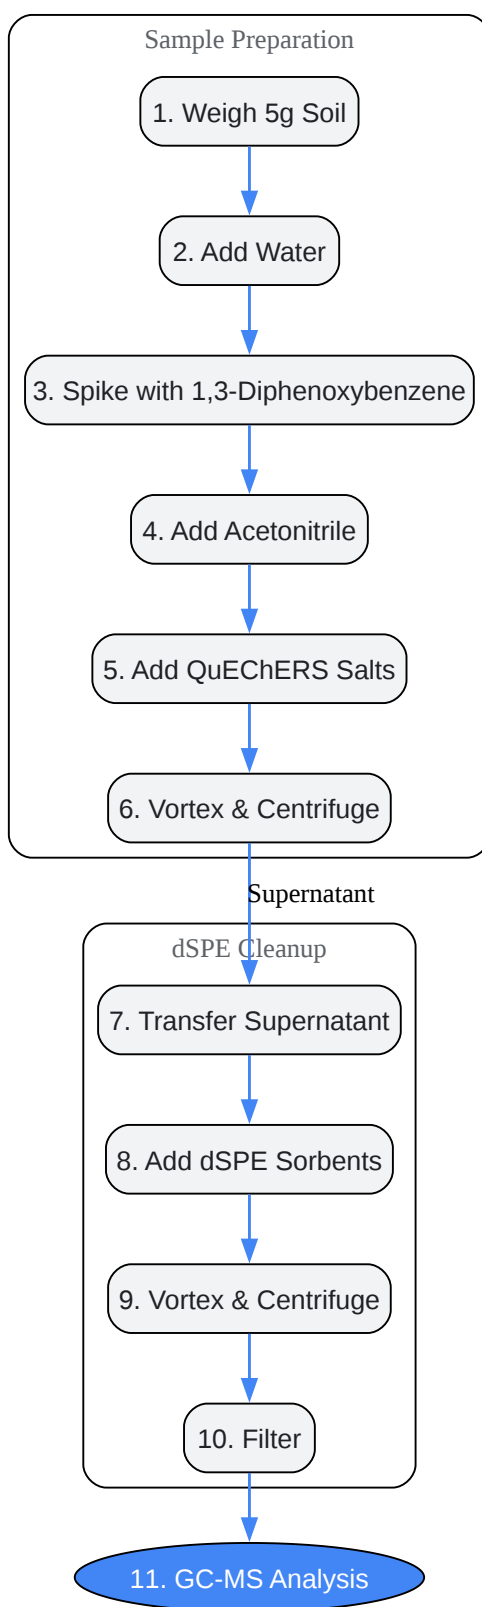 Sample Preparation
1. Weigh 5g Soil
2. Add Water
3. Spike with 1,3-Diphenoxybenzene
4. Add Acetonitrile
5. Add QuEChERS Salts
6. Vortex & Centrifuge
Supernatant
dSPE Cleanup
7. Transfer Supernatant
8. Add dSPE Sorbents
9. Vortex & Centrifuge
10. Filter
11. GC-MS Analysis